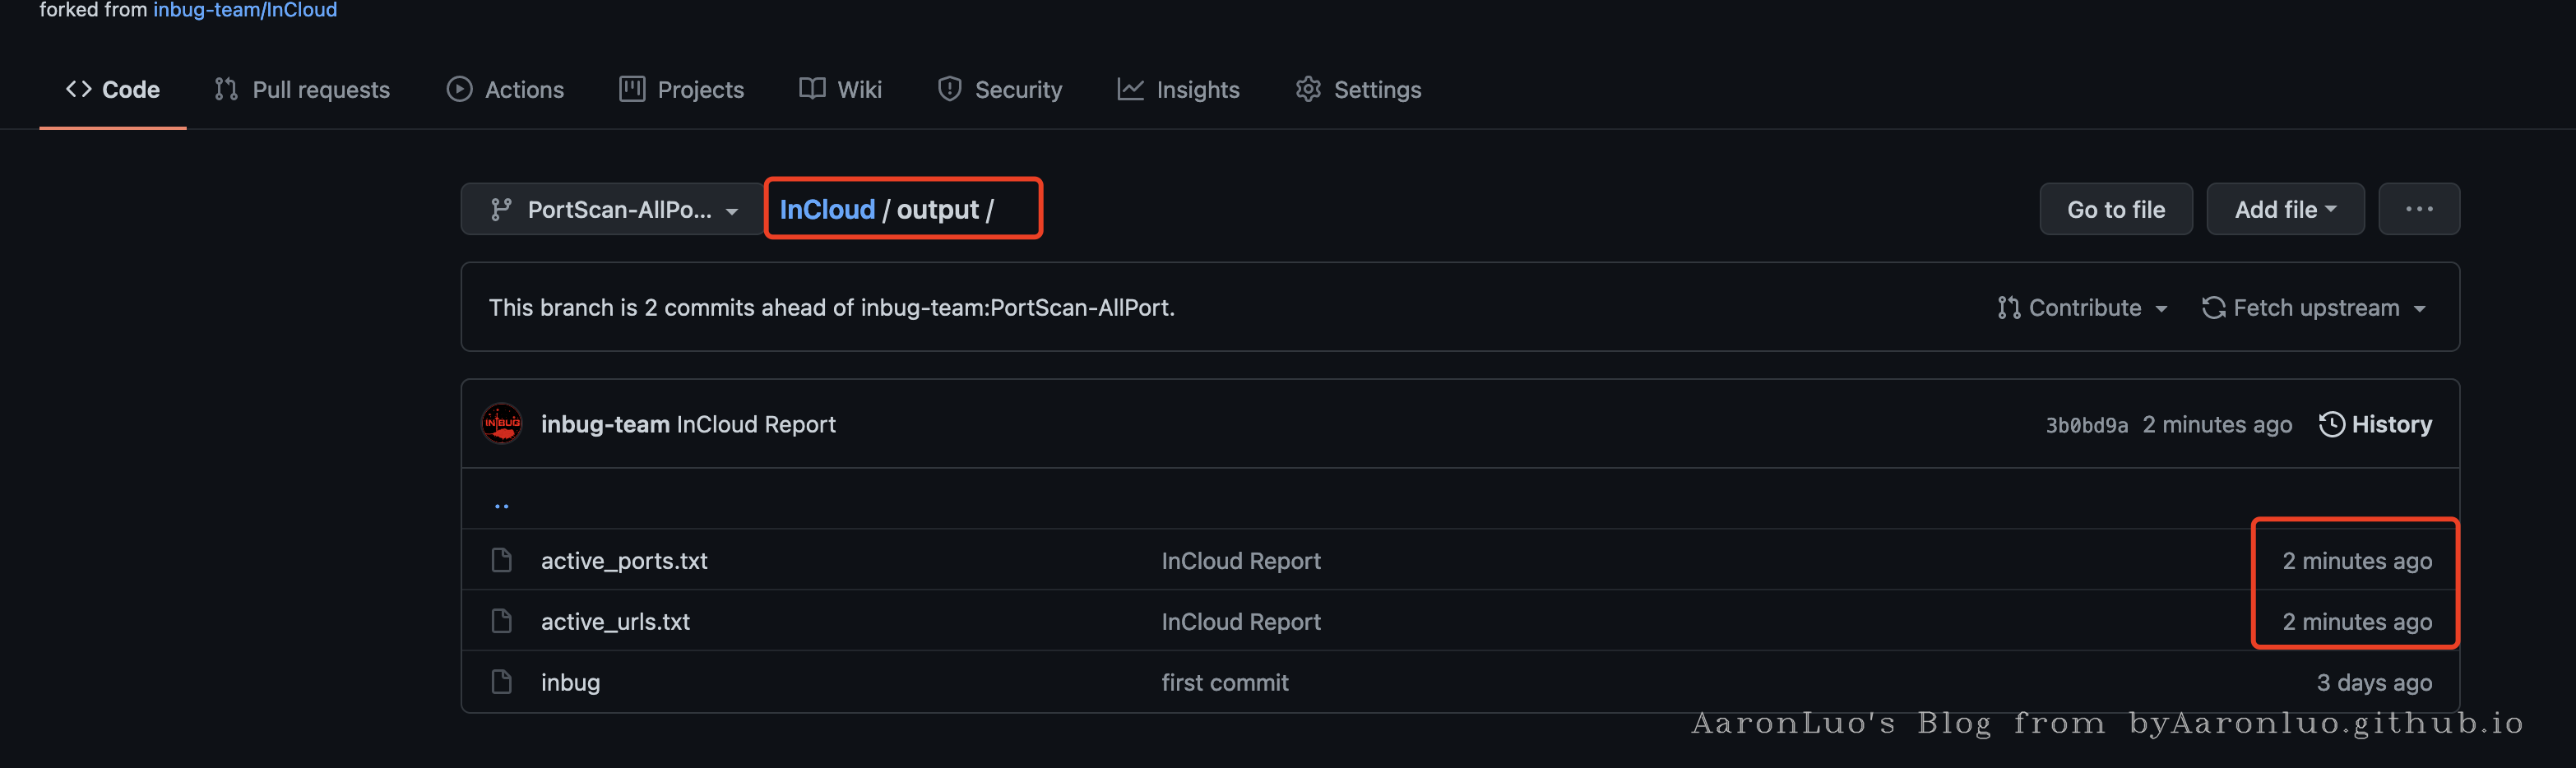 forked from inbug-team/InCloud
Code Pull requests Actions Projects Wiki Security Insights Settings
PortScan-AllPo... InCloud / output / Go to file Add file ...
This branch is 2 commits ahead of inbug-team:PortScan-AllPort. Contribute Fetch upstream
INBUG inbug-team InCloud Report 3b0bd9a 2 minutes ago History
..
active_ports.txt InCloud Report 2 minutes ago
active_urls.txt InCloud Report 2 minutes ago
inbug first commit 3 days ago
AaronLuo's Blog from byAaronluo.github.io